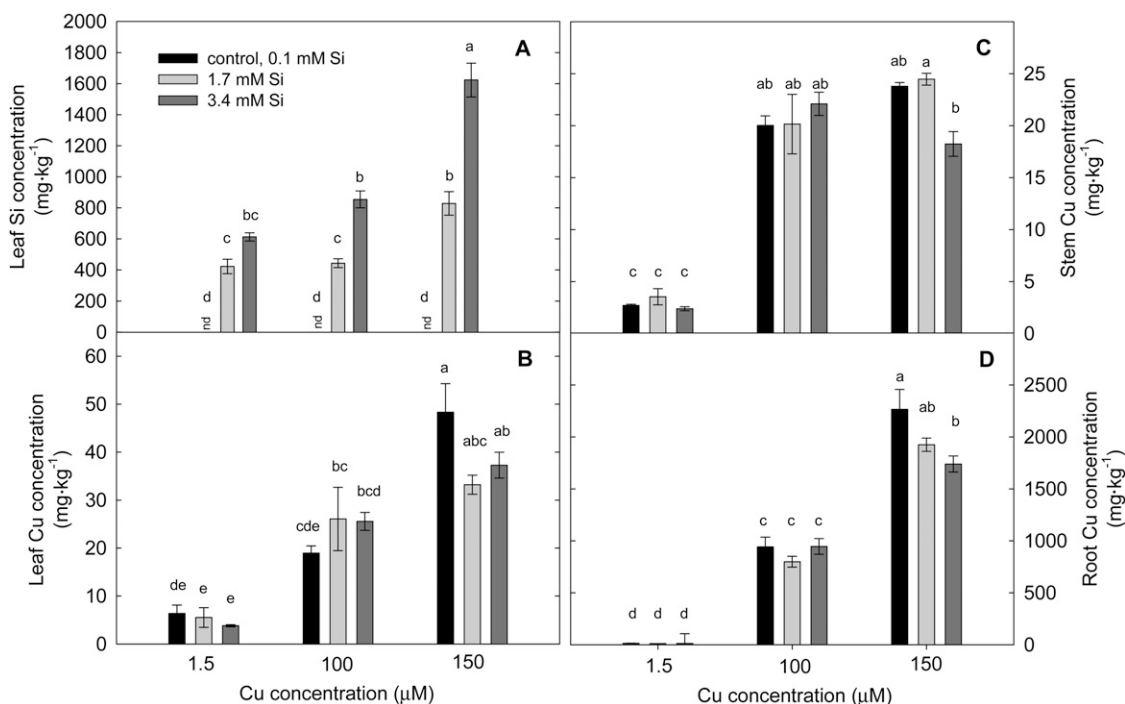 A
control, 0.1 mM Si
1.7 mM Si
3.4 mM Si
Leaf Si concentration
(mg·kg⁻¹)
2000
1800
1600
1400
1200
1000
800
600
400
200
0
d nd c bc
d nd c b
d nd b a
C
Stem Cu concentration
(mg·kg⁻¹)
25
20
15
10
5
0
c c c
ab ab ab
ab a b
B
Leaf Cu concentration
(mg·kg⁻¹)
60
50
40
30
20
10
0
de e e
cde bc bcd
a abc ab
1.5 100 150
Cu concentration (µM)
D
Root Cu concentration
(mg·kg⁻¹)
2500
2000
1500
1000
500
0
d d d
c c c
a ab b
1.5 100 150
Cu concentration (µM)